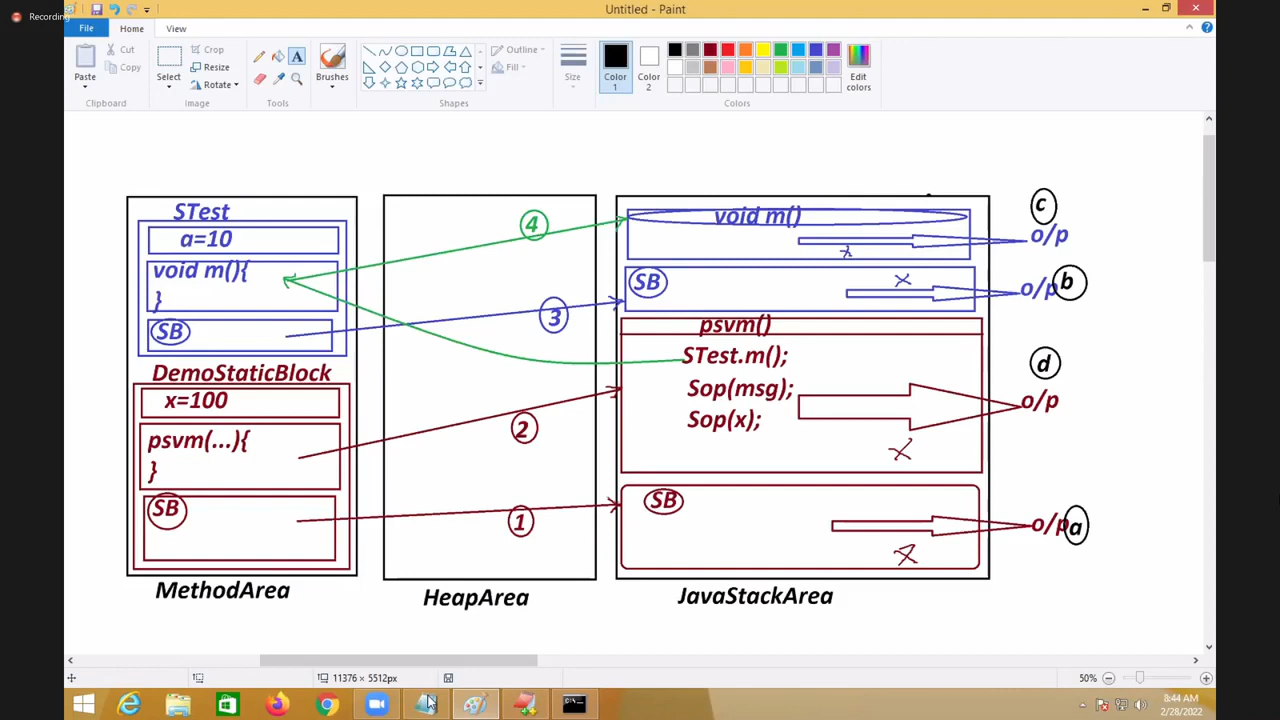 Recording
Untitled - Paint
File
Home
View
Paste
Cut
Copy
Clipboard
Select
Crop
Resize
Rotate
Image
A
Tools
Brushes
Outline
Fill
Shapes
Size
Color 1
Color 2
Edit colors
Colors
STest
a=10
void m(){
}
SB
DemoStaticBlock
x=100
psvm(...){
}
SB
MethodArea
4
3
2
1
HeapArea
void m()
x
SB
x
psvm()
STest.m();
Sop(msg);
Sop(x);
x
SB
x
JavaStackArea
c
o/p
o/p b
d
o/p
o/p a
11376 × 5512px
50%
8:44 AM
2/28/2022